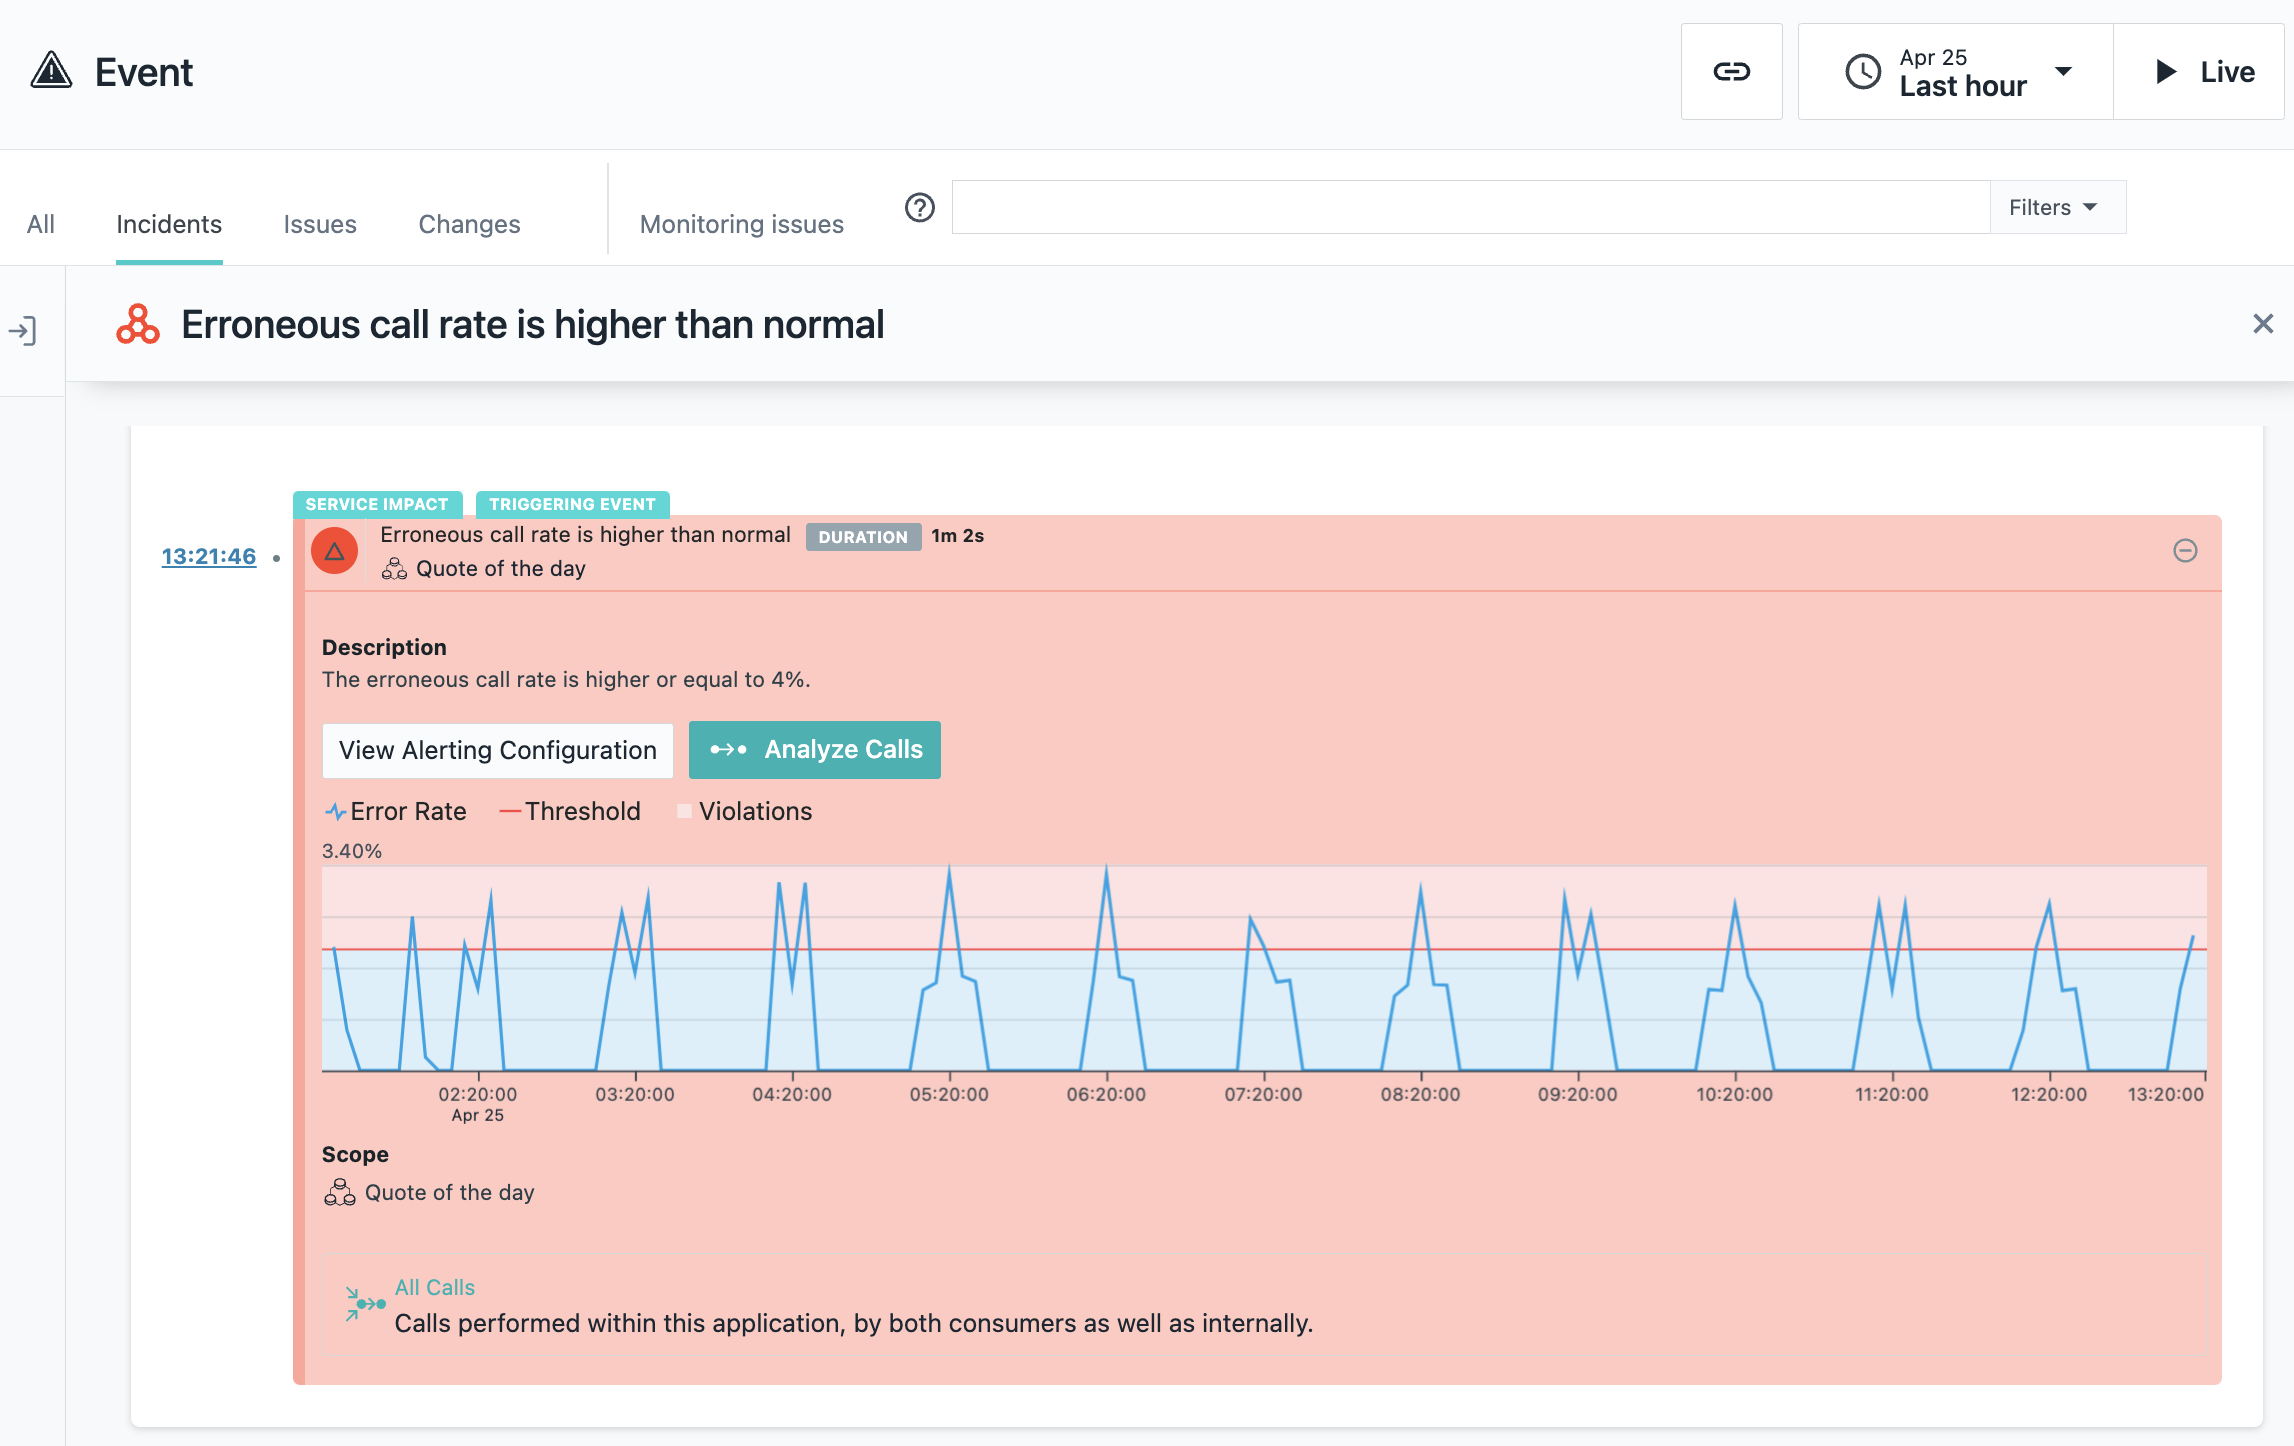 Event
Apr 25
Last hour
Live
All
Incidents
Issues
Changes
Monitoring issues
Filters
Erroneous call rate is higher than normal
SERVICE IMPACT
TRIGGERING EVENT
13:21:46
Erroneous call rate is higher than normal DURATION 1m 2s
Quote of the day
Description
The erroneous call rate is higher or equal to 4%.
View Alerting Configuration
Analyze Calls
Error Rate
Threshold
Violations
3.40%
02:20:00 03:20:00 04:20:00 05:20:00 06:20:00 07:20:00 08:20:00 09:20:00 10:20:00 11:20:00 12:20:00 13:20:00
Apr 25
Scope
Quote of the day
All Calls
Calls performed within this application, by both consumers as well as internally.